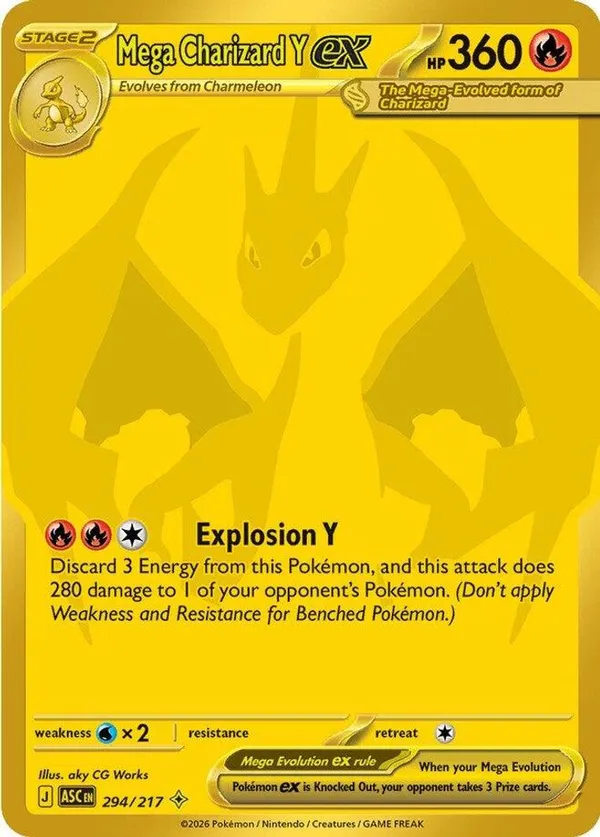 STAGE 2
Mega Charizard Y ex
HP 360
Evolves from Charmeleon
The Mega-Evolved form of
Charizard
Explosion Y
Discard 3 Energy from this Pokémon, and this attack does
280 damage to 1 of your opponent's Pokémon. (Don't apply
Weakness and Resistance for Benched Pokémon.)
weakness ×2 resistance retreat
Mega Evolution ex rule
When your Mega Evolution
Pokémon ex is Knocked Out, your opponent takes 3 Prize cards.
Illus. aky CG Works
J ASC EN 294/217
©2026 Pokémon / Nintendo / Creatures / GAME FREAK